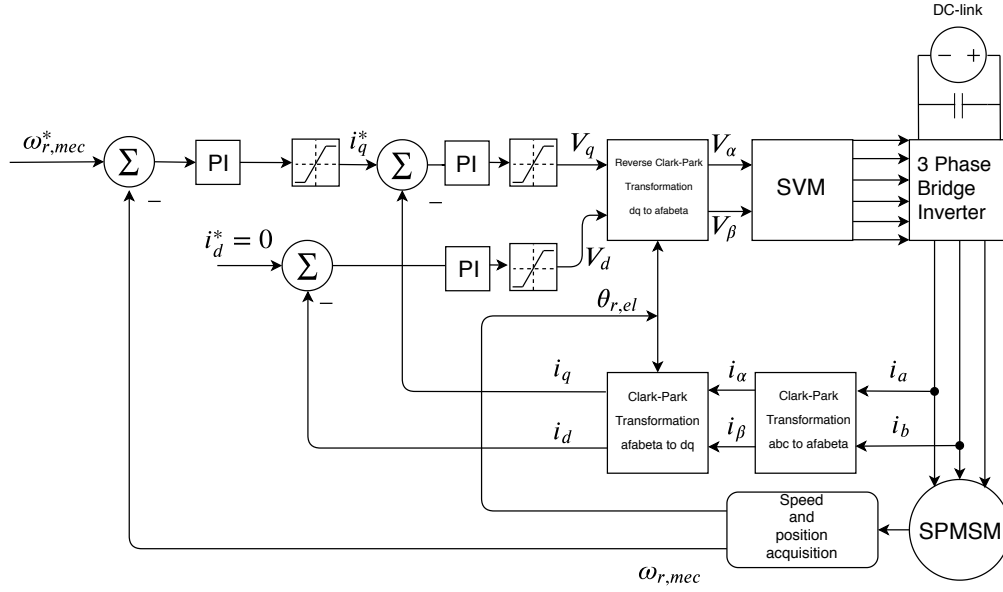 DC-link
− +
ω*r,mec
Σ
−
PI
i*q
Σ
−
PI
Vq
Reverse Clark-Park
Transformation
dq to afabeta
Vα
Vβ
SVM
3 Phase
Bridge
Inverter
i*d = 0
Σ
−
PI
Vd
θr,el
iq
id
Clark-Park
Transformation
afabeta to dq
iα
iβ
Clark-Park
Transformation
abc to afabeta
ia
ib
Speed
and
position
acquisition
SPMSM
ωr,mec